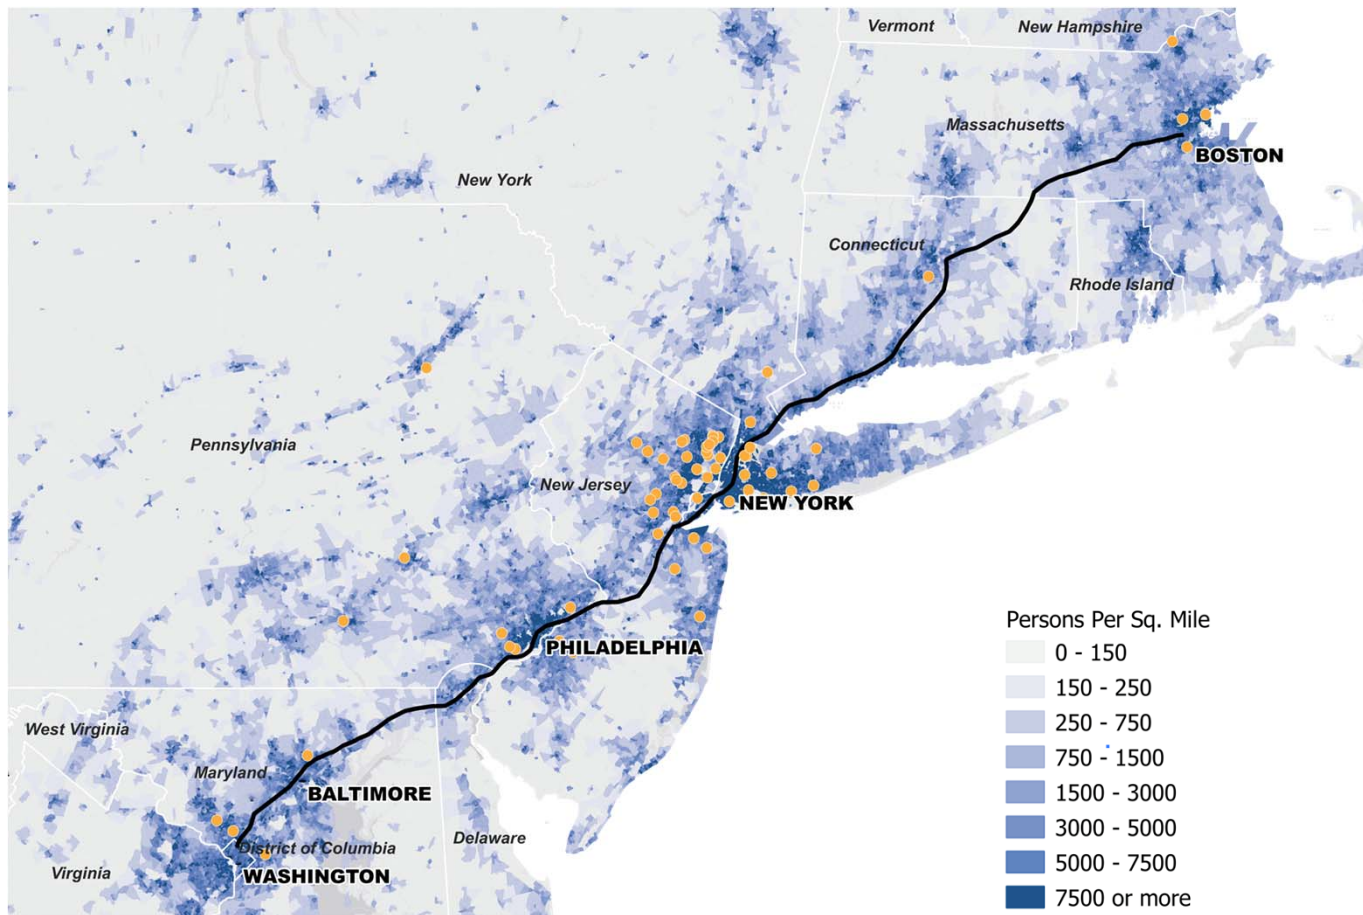 Vermont
New Hampshire
Massachusetts
BOSTON
New York
Connecticut
Rhode Island
Pennsylvania
New Jersey
NEW YORK
PHILADELPHIA
West Virginia
Maryland
BALTIMORE
Delaware
District of Columbia
Virginia
WASHINGTON
Persons Per Sq. Mile
0 - 150
150 - 250
250 - 750
750 - 1500
1500 - 3000
3000 - 5000
5000 - 7500
7500 or more